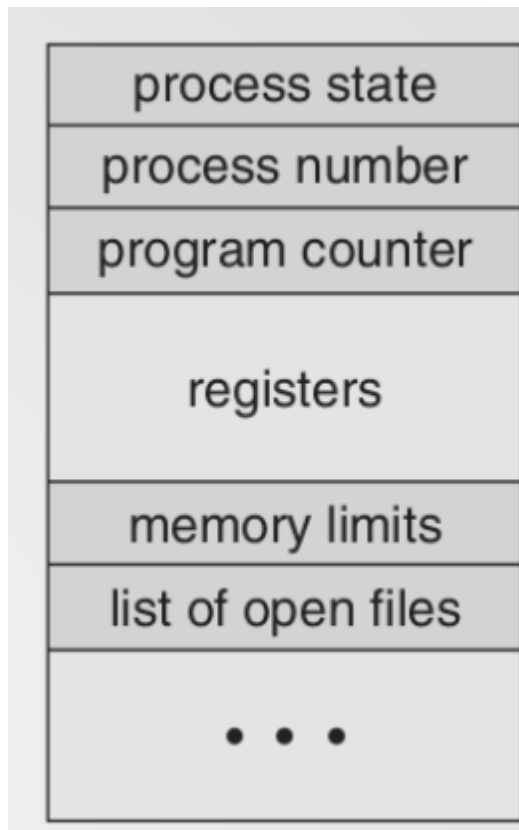 process state
process number
program counter
registers
memory limits
list of open files
• • •